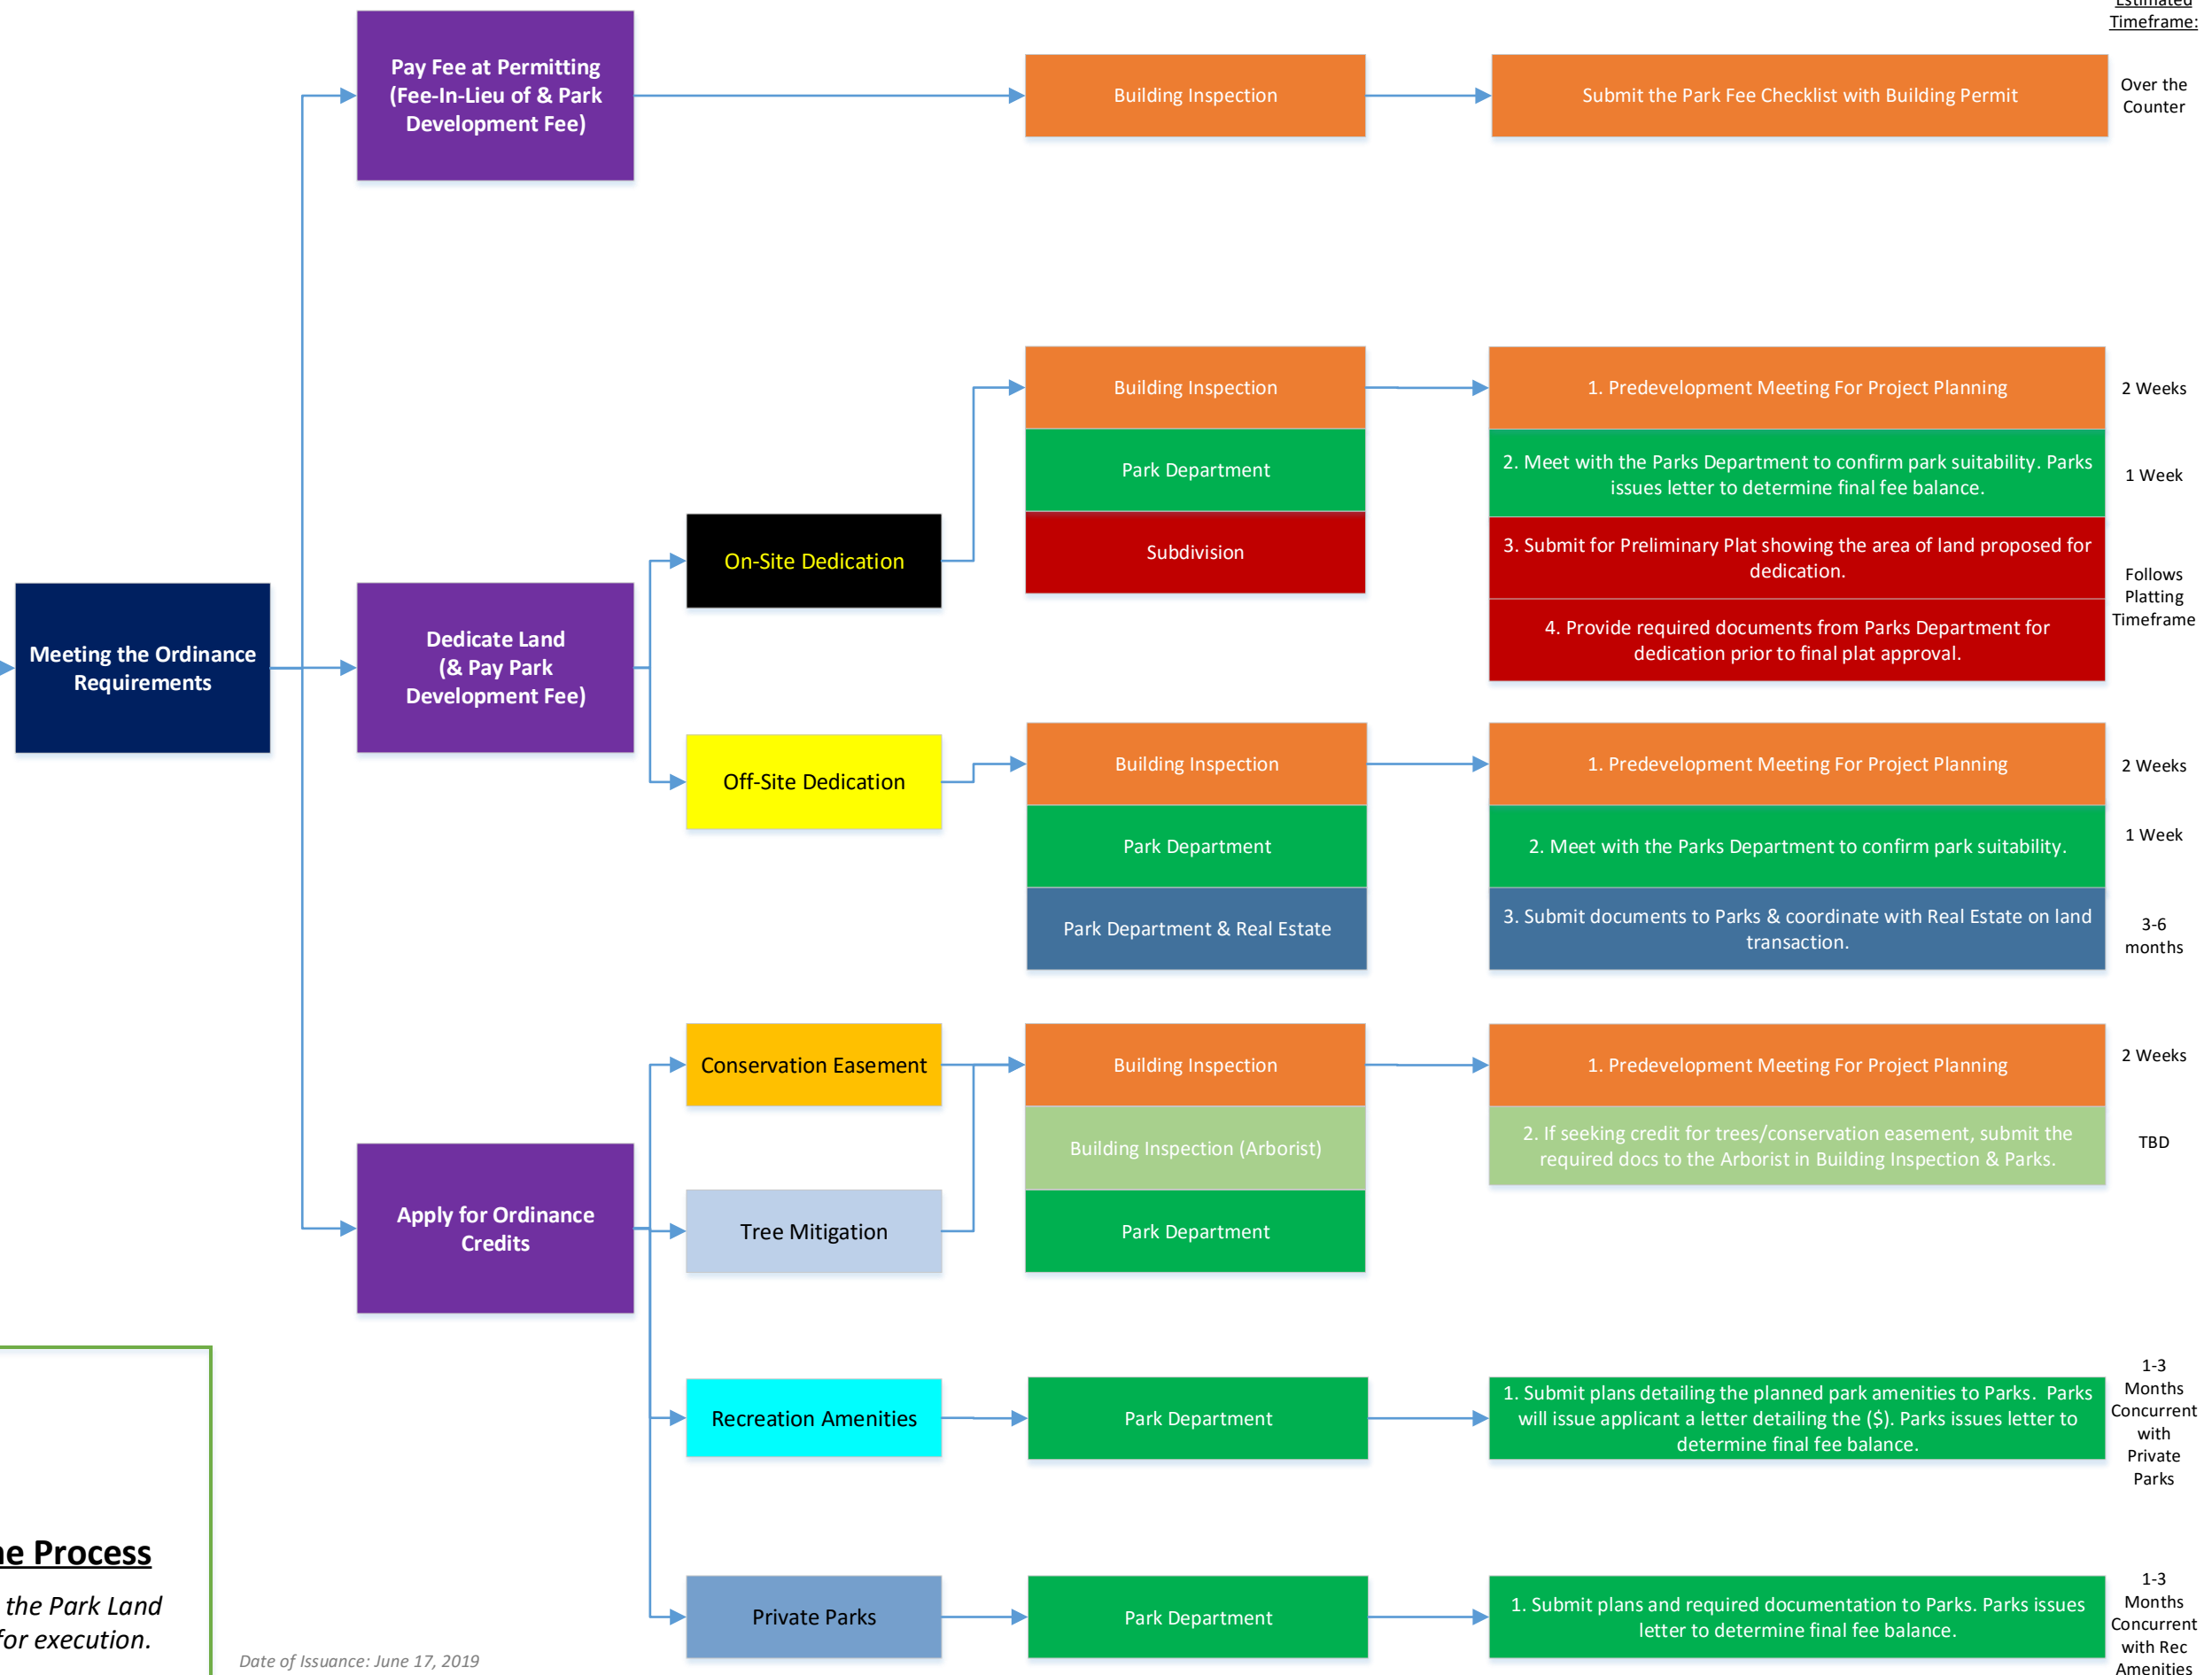 Estimated
Timeframe:
Pay Fee at Permitting
(Fee-In-Lieu of & Park
Development Fee)
Building Inspection
Submit the Park Fee Checklist with Building Permit
Over the
Counter
Meeting the Ordinance
Requirements
Dedicate Land
(& Pay Park
Development Fee)
On-Site Dedication
Building Inspection
Park Department
Subdivision
1. Predevelopment Meeting For Project Planning
2 Weeks
2. Meet with the Parks Department to confirm park suitability. Parks
issues letter to determine final fee balance.
1 Week
3. Submit for Preliminary Plat showing the area of land proposed for
dedication.
4. Provide required documents from Parks Department for
dedication prior to final plat approval.
Follows
Platting
Timeframe
Off-Site Dedication
Building Inspection
Park Department
Park Department & Real Estate
1. Predevelopment Meeting For Project Planning
2 Weeks
2. Meet with the Parks Department to confirm park suitability.
1 Week
3. Submit documents to Parks & coordinate with Real Estate on land
transaction.
3-6
months
Apply for Ordinance
Credits
Conservation Easement
Tree Mitigation
Building Inspection
Building Inspection (Arborist)
Park Department
1. Predevelopment Meeting For Project Planning
2 Weeks
2. If seeking credit for trees/conservation easement, submit the
required docs to the Arborist in Building Inspection & Parks.
TBD
Recreation Amenities
Park Department
1. Submit plans detailing the planned park amenities to Parks. Parks
will issue applicant a letter detailing the ($). Parks issues letter to
determine final fee balance.
1-3
Months
Concurrent
with
Private
Parks
Private Parks
Park Department
1. Submit plans and required documentation to Parks. Parks issues
letter to determine final fee balance.
1-3
Months
Concurrent
with Rec
Amenities
Process
the Park Land
for execution.
Date of Issuance: June 17, 2019